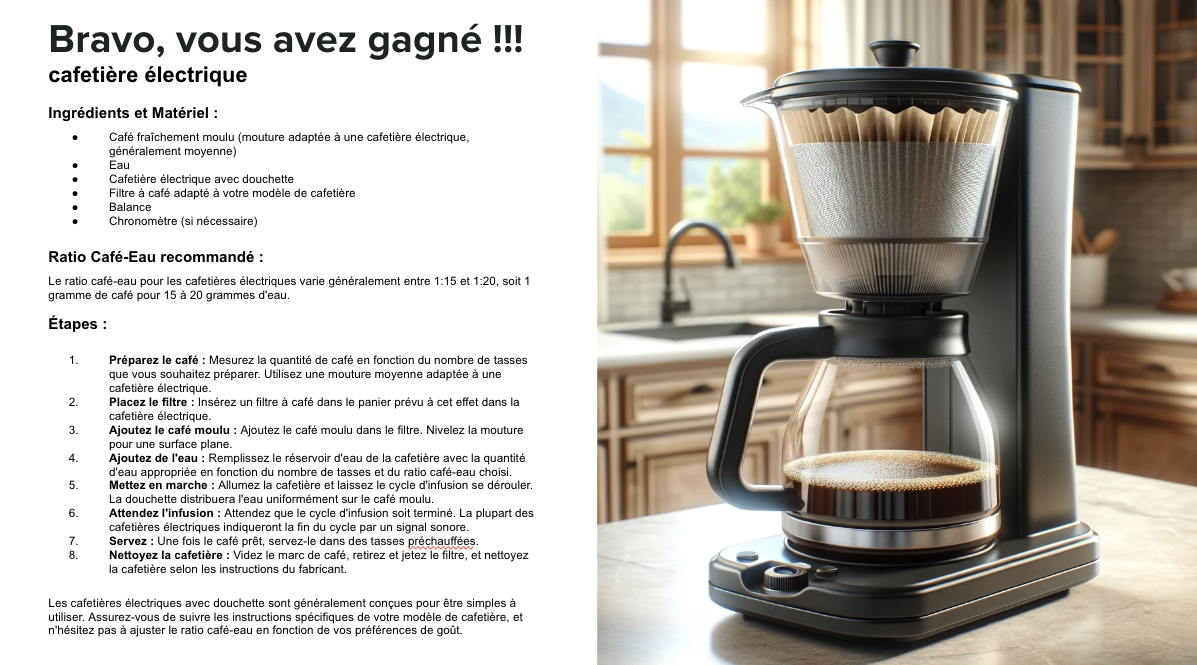 Bravo, vous avez gagné !!!
cafetière électrique
Ingrédients et Matériel :
● Café fraîchement moulu (mouture adaptée à une cafetière électrique,
généralement moyenne)
● Eau
● Cafetière électrique avec douchette
● Filtre à café adapté à votre modèle de cafetière
● Balance
● Chronomètre (si nécessaire)
Ratio Café-Eau recommandé :
Le ratio café-eau pour les cafetières électriques varie généralement entre 1:15 et 1:20, soit 1
gramme de café pour 15 à 20 grammes d'eau.
Étapes :
1. Préparez le café : Mesurez la quantité de café en fonction du nombre de tasses
que vous souhaitez préparer. Utilisez une mouture moyenne adaptée à une
cafetière électrique.
2. Placez le filtre : Insérez un filtre à café dans le panier prévu à cet effet dans la
cafetière électrique.
3. Ajoutez le café moulu : Ajoutez le café moulu dans le filtre. Nivelez la mouture
pour une surface plane.
4. Ajoutez de l'eau : Remplissez le réservoir d'eau de la cafetière avec la quantité
d'eau appropriée en fonction du nombre de tasses et du ratio café-eau choisi.
5. Mettez en marche : Allumez la cafetière et laissez le cycle d'infusion se dérouler.
La douchette distribuera l'eau uniformément sur le café moulu.
6. Attendez l'infusion : Attendez que le cycle d'infusion soit terminé. La plupart des
cafetières électriques indiqueront la fin du cycle par un signal sonore.
7. Servez : Une fois le café prêt, servez-le dans des tasses préchauffées.
8. Nettoyez la cafetière : Videz le marc de café, retirez et jetez le filtre, et nettoyez
la cafetière selon les instructions du fabricant.
Les cafetières électriques avec douchette sont généralement conçues pour être simples à
utiliser. Assurez-vous de suivre les instructions spécifiques de votre modèle de cafetière, et
n'hésitez pas à ajuster le ratio café-eau en fonction de vos préférences de goût.